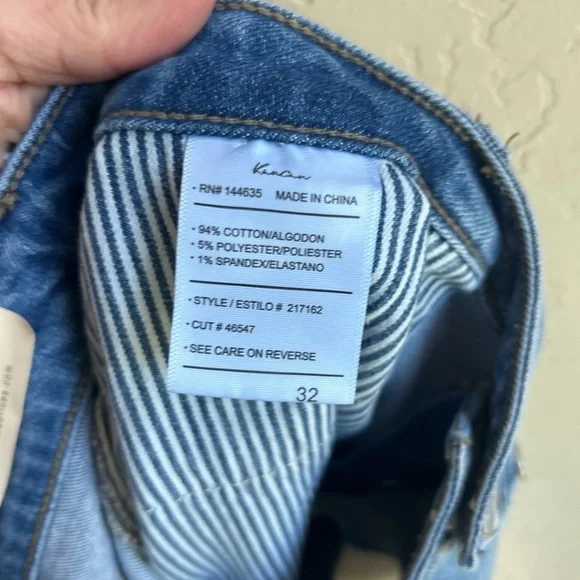 KanCan
• RN# 144635 MADE IN CHINA
• 94% COTTON/ALGODON
• 5% POLYESTER/POLIESTER
• 1% SPANDEX/ELASTANO
• STYLE / ESTILO # 217162
• CUT # 46547
• SEE CARE ON REVERSE
32